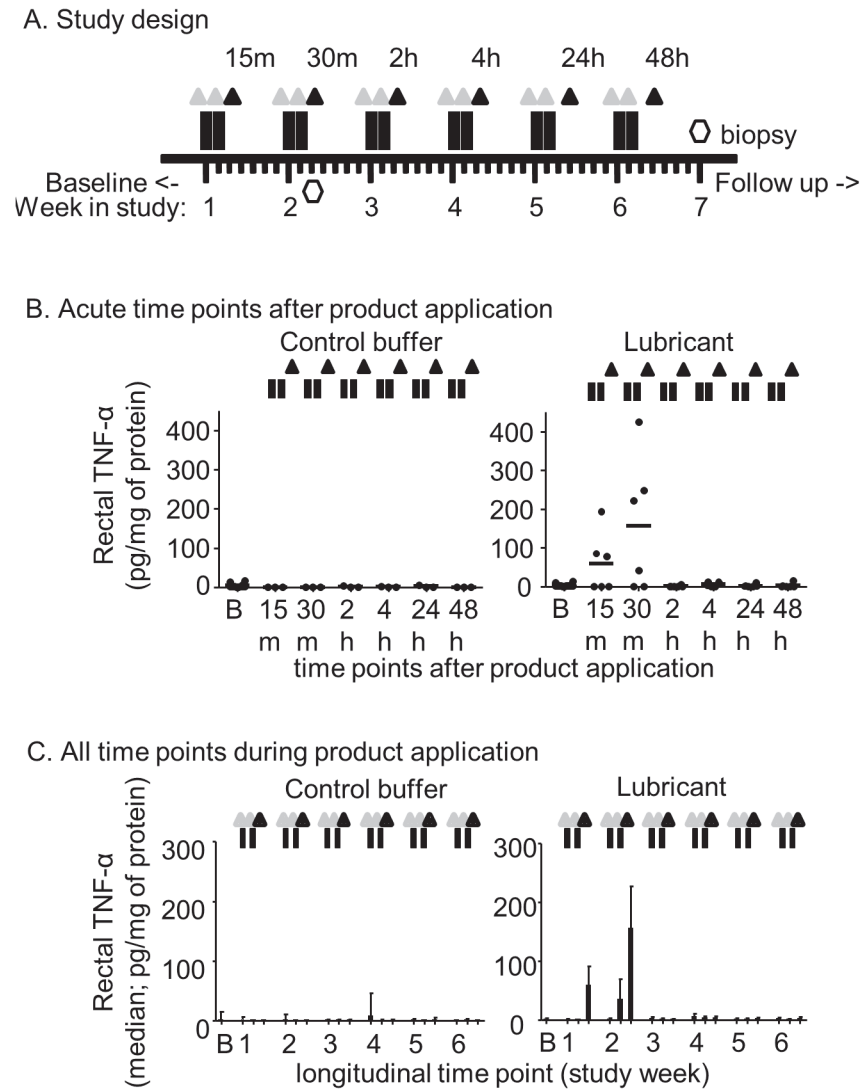 A. Study design
15m 30m 2h 4h 24h 48h
biopsy
Baseline <- Follow up ->
Week in study: 1 2 3 4 5 6 7
B. Acute time points after product application
Control buffer Lubricant
Rectal TNF-α
(pg/mg of protein)
400 400
300 300
200 200
100 100
0 0
B 15 30 2 4 24 48 B 15 30 2 4 24 48
m m h h h h m m h h h h
time points after product application
C. All time points during product application
Control buffer Lubricant
Rectal TNF-α
(median; pg/mg of protein)
300 300
200 200
100 100
0 0
B 1 2 3 4 5 6 B 1 2 3 4 5 6
longitudinal time point (study week)